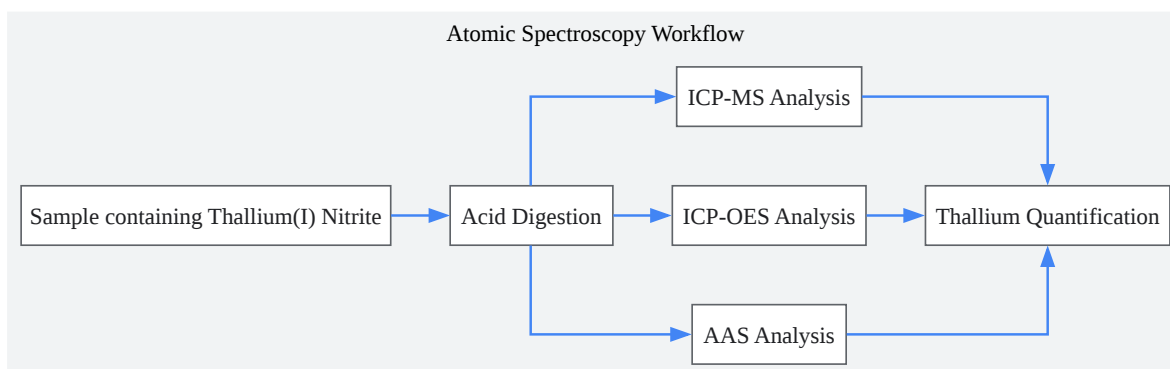 Atomic Spectroscopy Workflow
ICP-MS Analysis
Sample containing Thallium(I) Nitrite
Acid Digestion
ICP-OES Analysis
Thallium Quantification
AAS Analysis